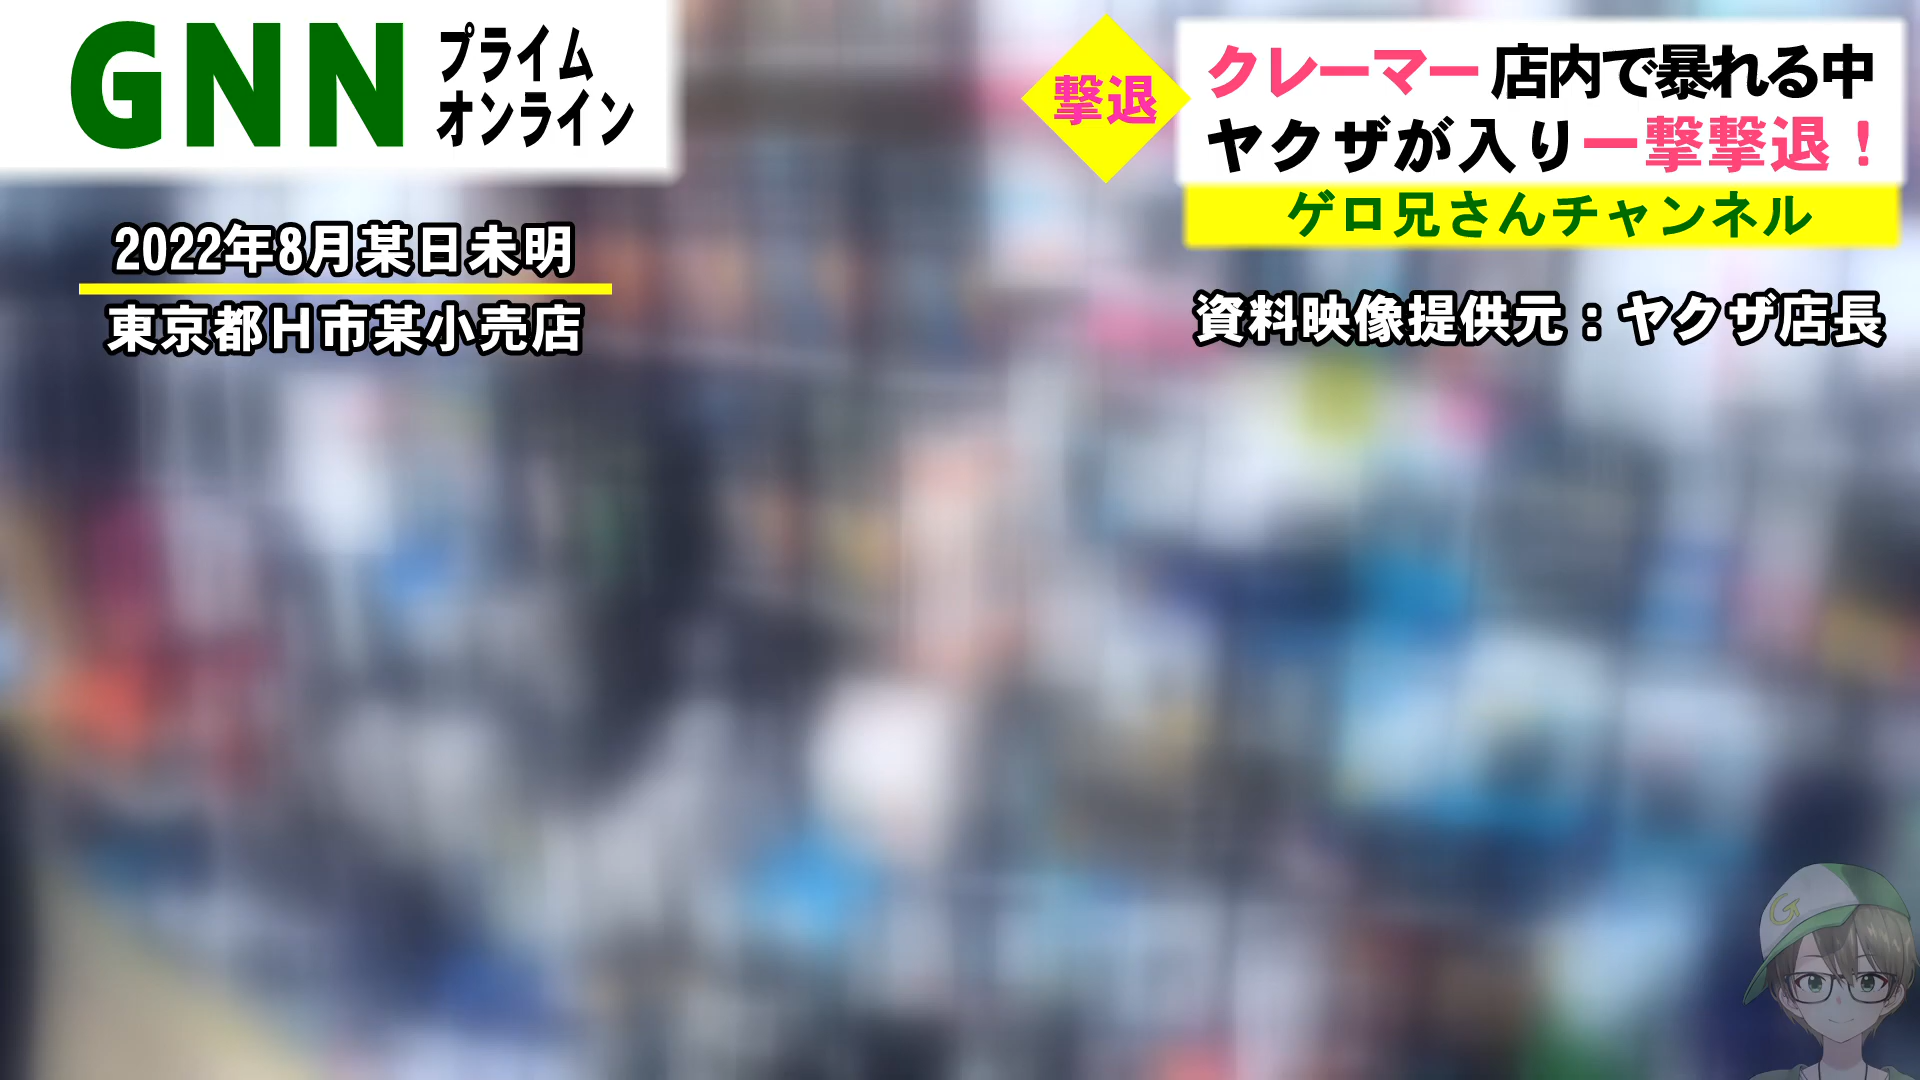 GNN
プライム
オンライン
撃退
クレーマー 店内で暴れる中
ヤクザが入り一撃撃退！
ゲロ兄さんチャンネル
2022年8月某日未明
東京都H市某小売店
資料映像提供元：ヤクザ店長
G